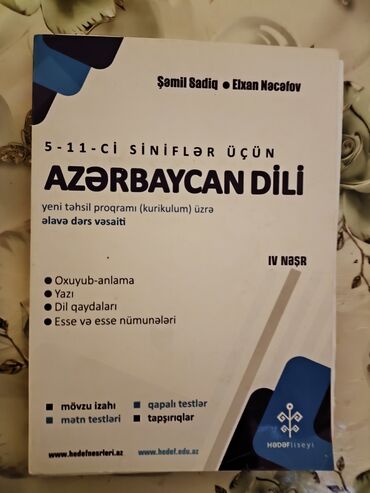 Şəmil Sadiq ● Elxan Nəcəfov
5-11-Cİ SİNİFLƏR ÜÇÜN
AZƏRBAYCAN DİLİ
yeni təhsil proqramı (kurikulum) üzrə
əlavə dərs vəsaiti
IV NƏŞR
● Oxuyub-anlama
● Yazı
● Dil qaydaları
● Esse və esse nümunələri
■ mövzu izahı ■ qapalı testlər
■ mətn testləri ■ tapşırıqlar
HƏDƏFliseyi
www.hedefnesrleri.az www.hedef.edu.az